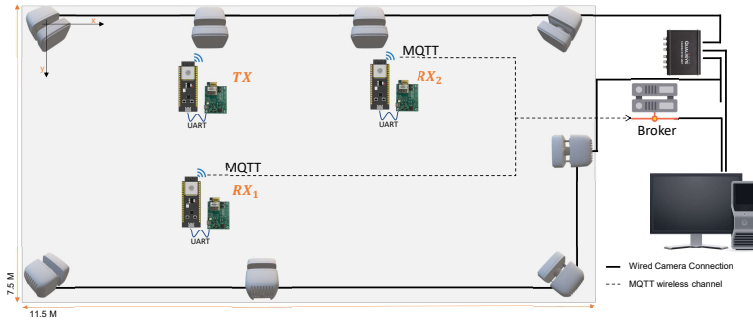 x
y
MQTT
TX
RX₂
UART
UART
QUALISYS
Broker
MQTT
RX₁
UART
7.5 M
Wired Camera Connection
MQTT wireless channel
11.5 M